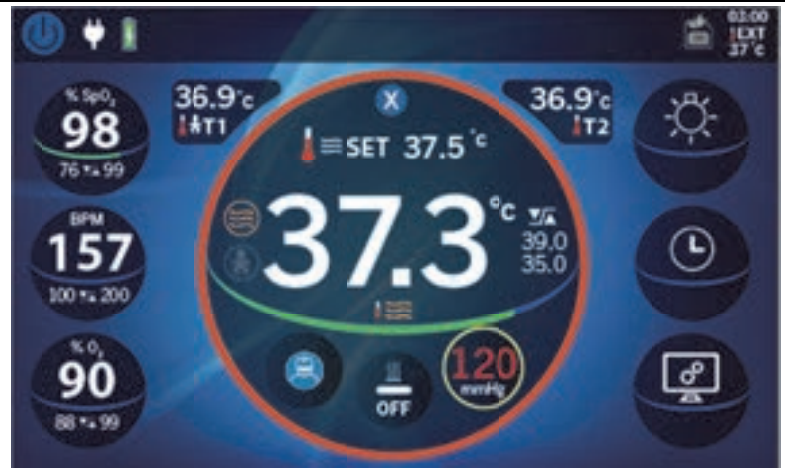 03:00
EXT
37°c
% SpO₂
98
76 99
36.9°c
T1
X
36.9°c
T2
SET 37.5°c
37.3°c
39.0
35.0
BPM
157
100 200
% O₂
90
88 99
OFF
120
mmHg